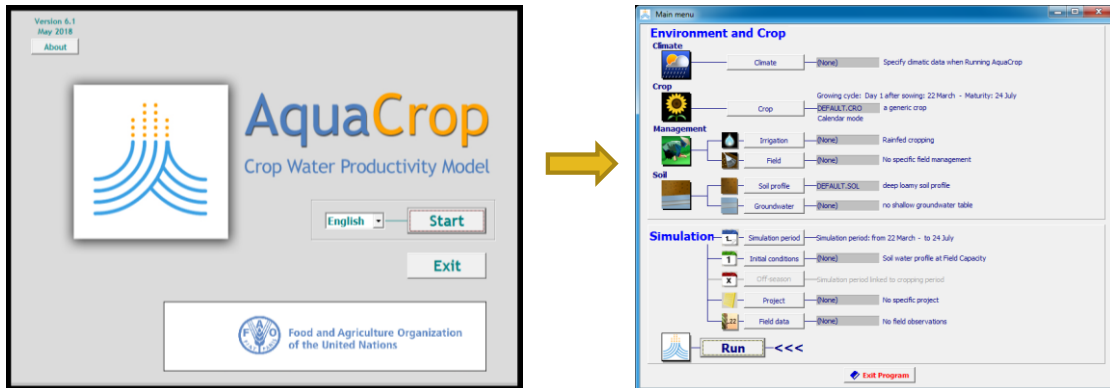 Version 6.1
May 2018
About
AquaCrop
Crop Water Productivity Model
English
Start
Exit
FAO
Food and Agriculture Organization
of the United Nations
Main menu
Environment and Crop
Climate
Climate (None) Specify climatic data when Running AquaCrop
Crop
Growing cycle: Day 1 after sowing: 22 March - Maturity: 24 July
Crop DEFAULT.CRO a generic crop
Calendar mode
Management
Irrigation (None) Rainfed cropping
Field (None) No specific field management
Soil
Soil profile DEFAULT.SOL deep loamy soil profile
Groundwater (None) no shallow groundwater table
Simulation
Simulation period Simulation period: from 22 March - to 24 July
Initial conditions (None) Soil water profile at Field Capacity
Off-season Simulation period linked to cropping period
Project (None) No specific project
Field data (None) No field observations
Run <<<
Exit Program